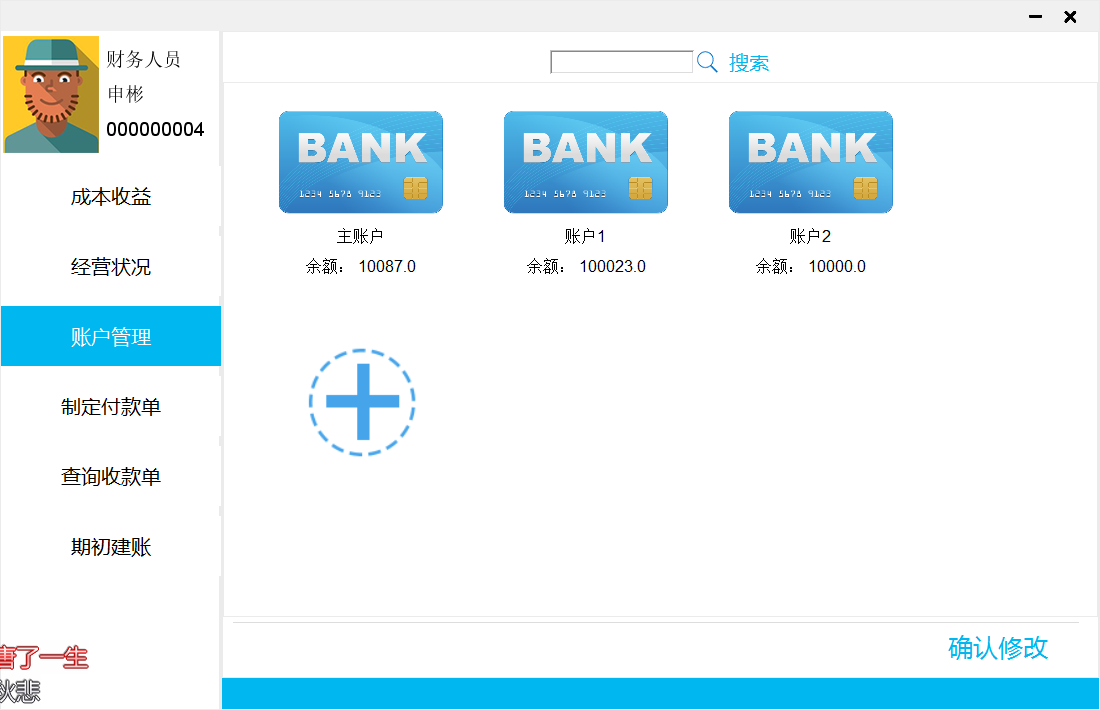 财务人员
申彬
000000004
搜索
成本收益
经营状况
账户管理
制定付款单
查询收款单
期初建账
BANK
1234 5678 9123
BANK
1234 5678 9123
BANK
1234 5678 9123
主账户
账户1
账户2
余额： 10087.0
余额： 100023.0
余额： 10000.0
了一生
悲
确认修改